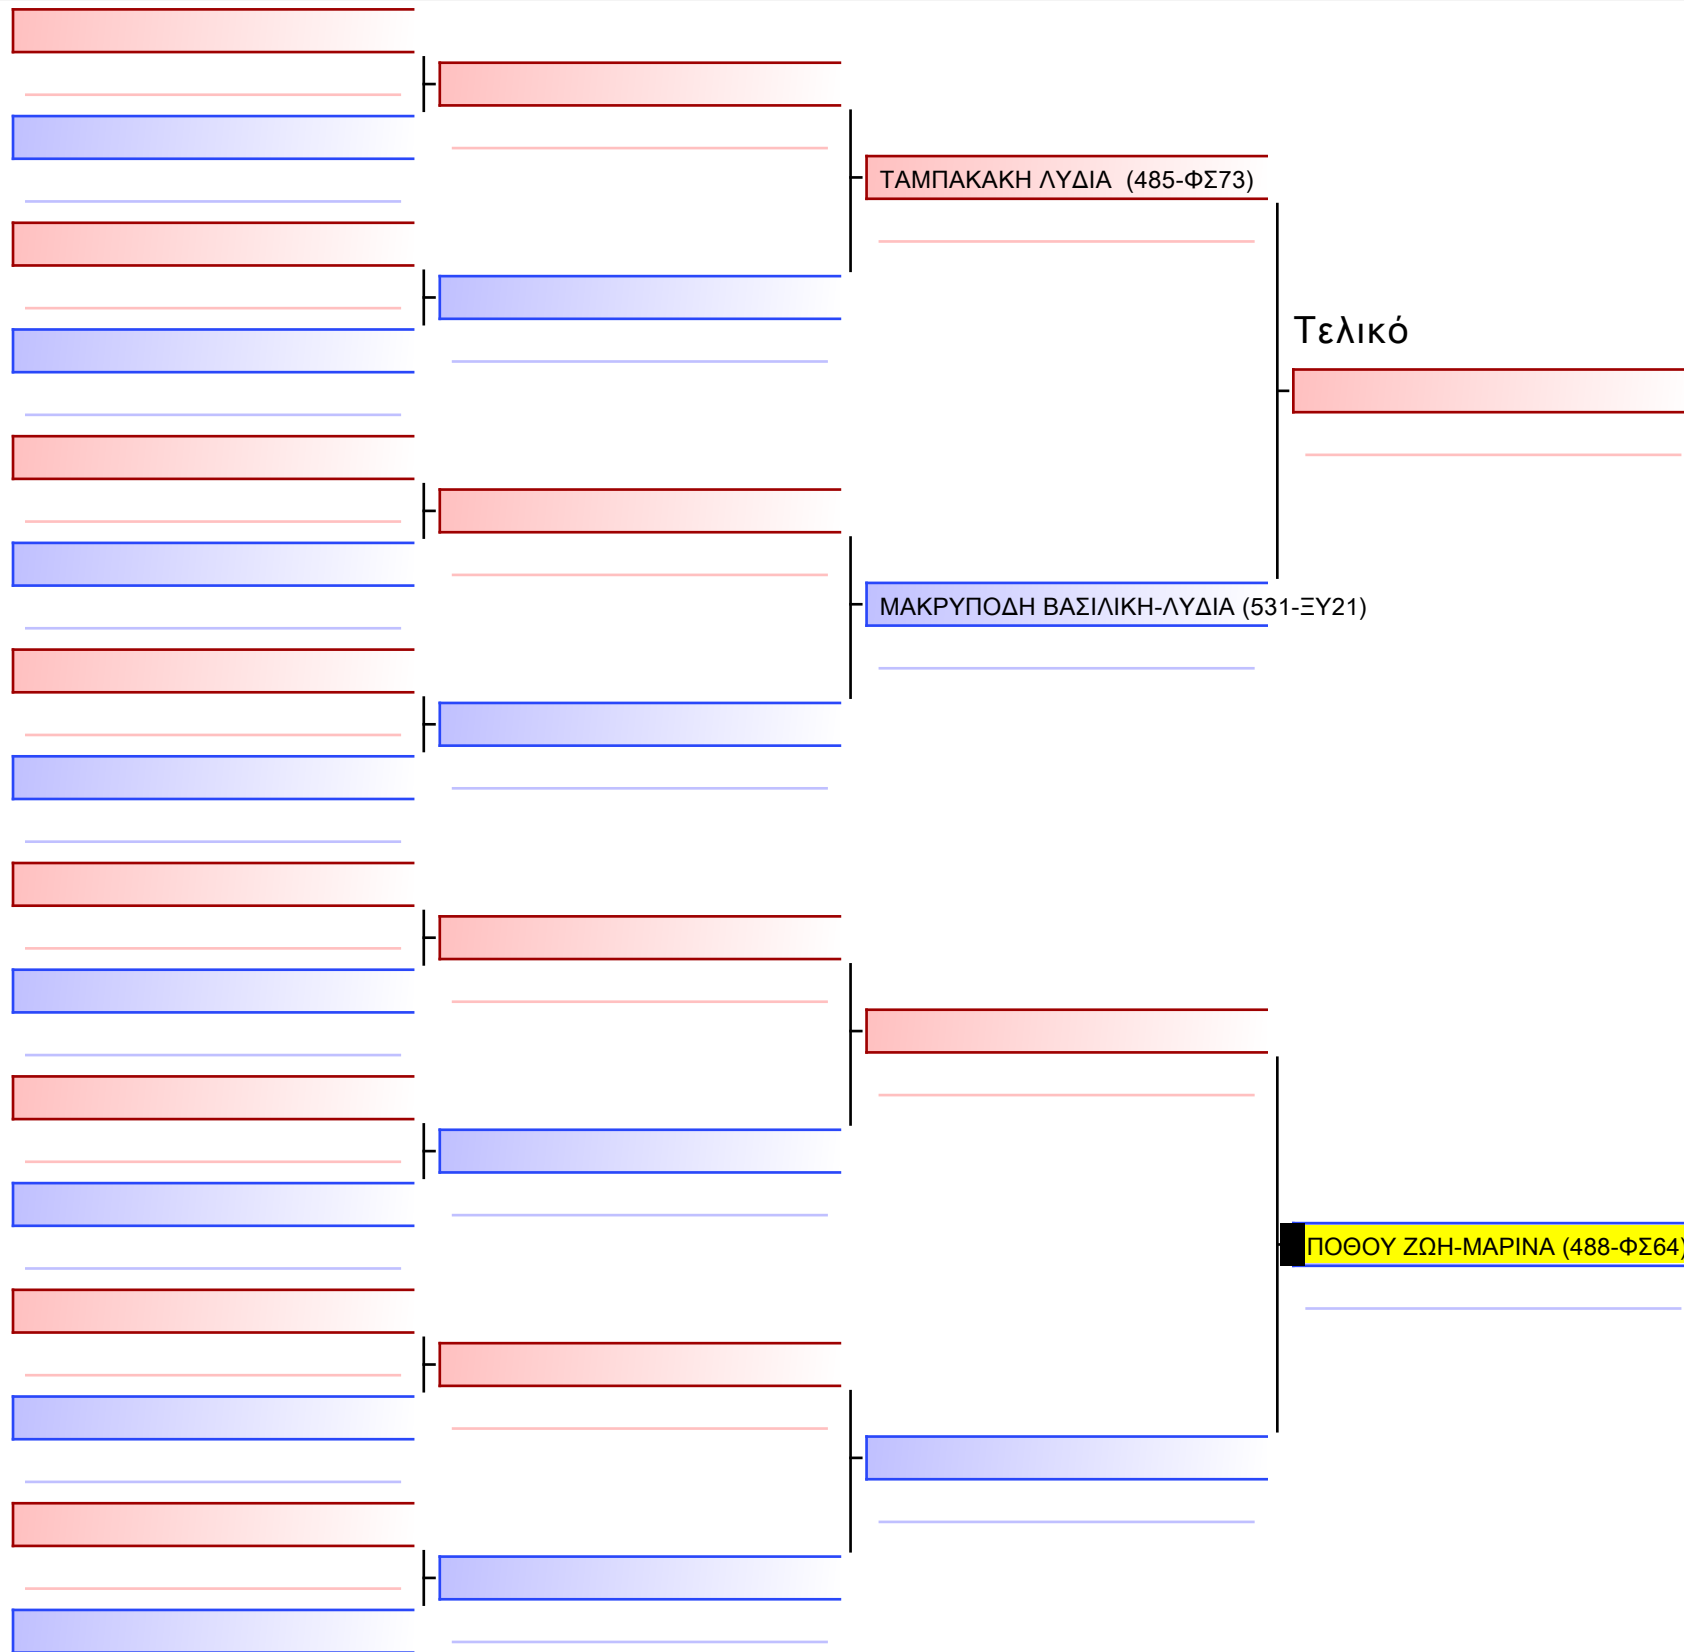 ΤΑΜΠΑΚΑΚΗ ΛΥΔΙΑ  (485-ΦΣ73)
Τελικό
ΜΑΚΡΥΠΟΔΗ ΒΑΣΙΛΙΚΗ-ΛΥΔΙΑ (531-ΞΥ21)
ΠΟΘΟΥ ΖΩΗ-ΜΑΡΙΝΑ (488-ΦΣ64)